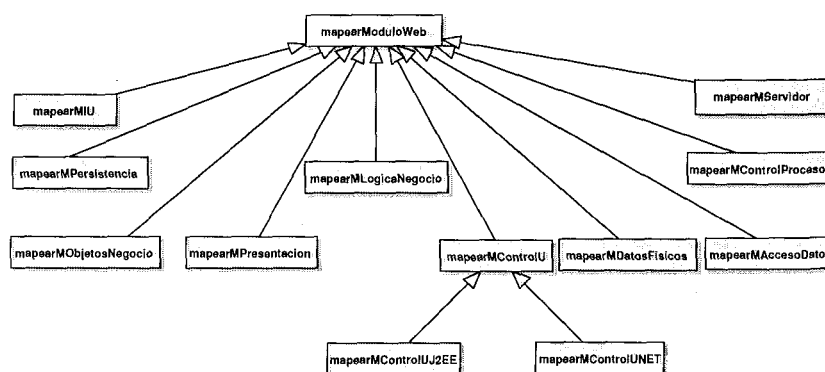 mapearModuloWeb
mapearMIU
mapearMServidor
mapearMPersistencia
mapearMLogicaNegocio
mapearMControlProceso
mapearMObjetosNegocio
mapearMPresentacion
mapearMControlU
mapearMDatosFisicos
mapearMAccesoDato
mapearMControlUJ2EE
mapearMControlUNET